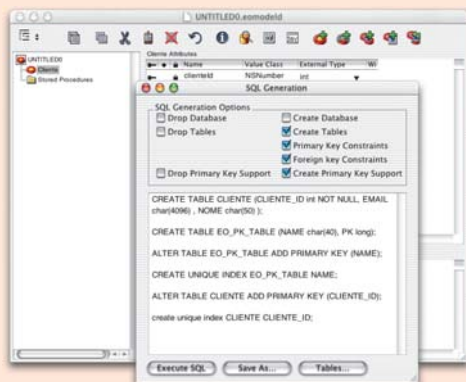 UNTITLED0.eomodeld
UNTITLED0
Cliente
Stored Procedures
Cliente Attributes
Name Value Class External Type Wi
clienteId NSNumber int
SQL Generation
SQL Generation Options
Drop Database Create Database
Drop Tables Create Tables
Primary Key Constraints
Foreign key Constraints
Drop Primary Key Support Create Primary Key Support
CREATE TABLE CLIENTE (CLIENTE_ID int NOT NULL, EMAIL
char(4096) , NOME char(50) );
CREATE TABLE EO_PK_TABLE (NAME char(40), PK long);
ALTER TABLE EO_PK_TABLE ADD PRIMARY KEY (NAME);
CREATE UNIQUE INDEX EO_PK_TABLE NAME;
ALTER TABLE CLIENTE ADD PRIMARY KEY (CLIENTE_ID);
create unique index CLIENTE CLIENTE_ID;
Execute SQL Save As... Tables...